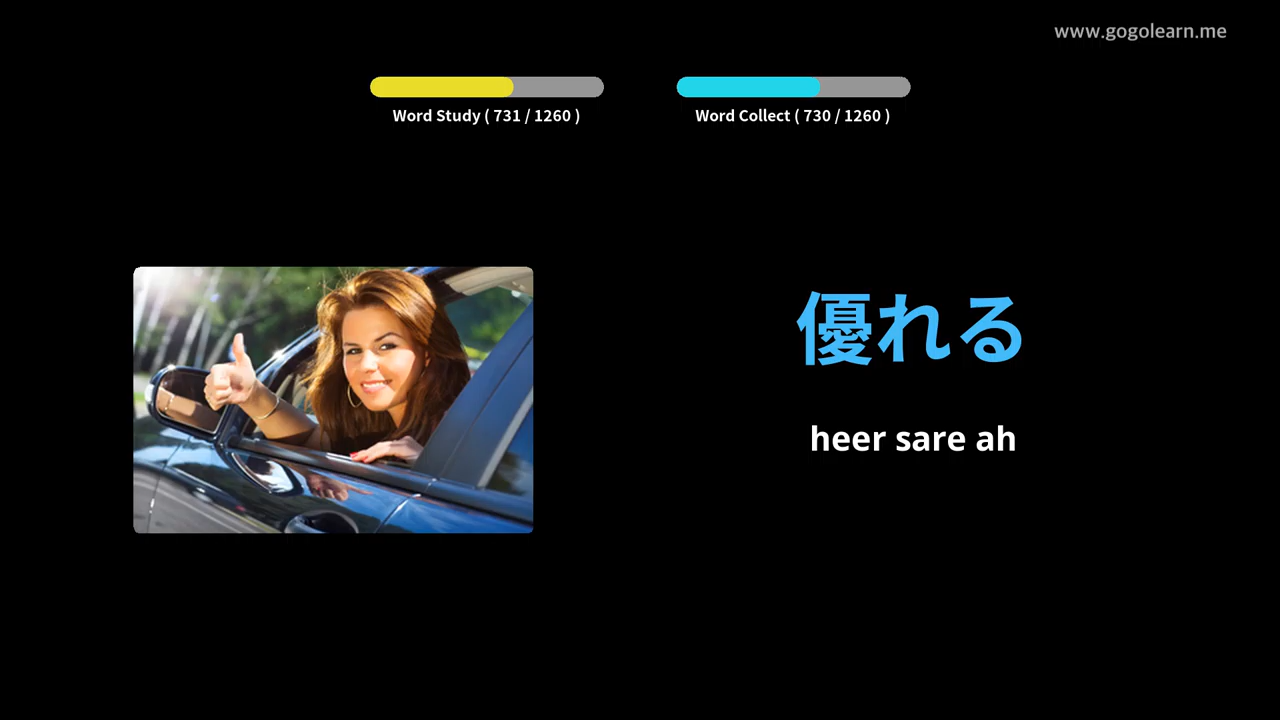 www.gogolearn.me
Word Study ( 731 / 1260 )
Word Collect ( 730 / 1260 )
優れる
heer sare ah